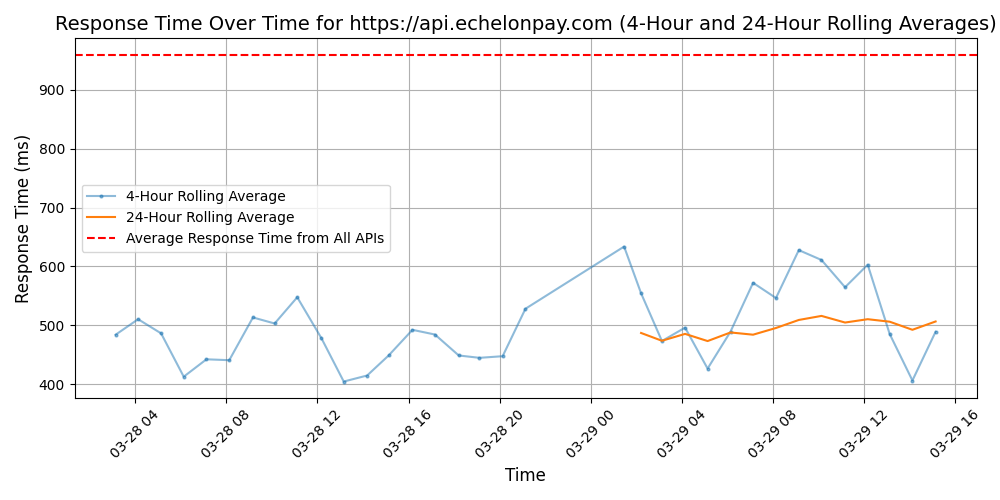 Response Time Over Time for https://api.echelonpay.com (4-Hour and 24-Hour Rolling Averages)
Response Time (ms)
900
800
700
600
500
400
4-Hour Rolling Average
24-Hour Rolling Average
Average Response Time from All APIs
03-28 04
03-28 08
03-28 12
03-28 16
03-28 20
03-29 00
03-29 04
03-29 08
03-29 12
03-29 16
Time